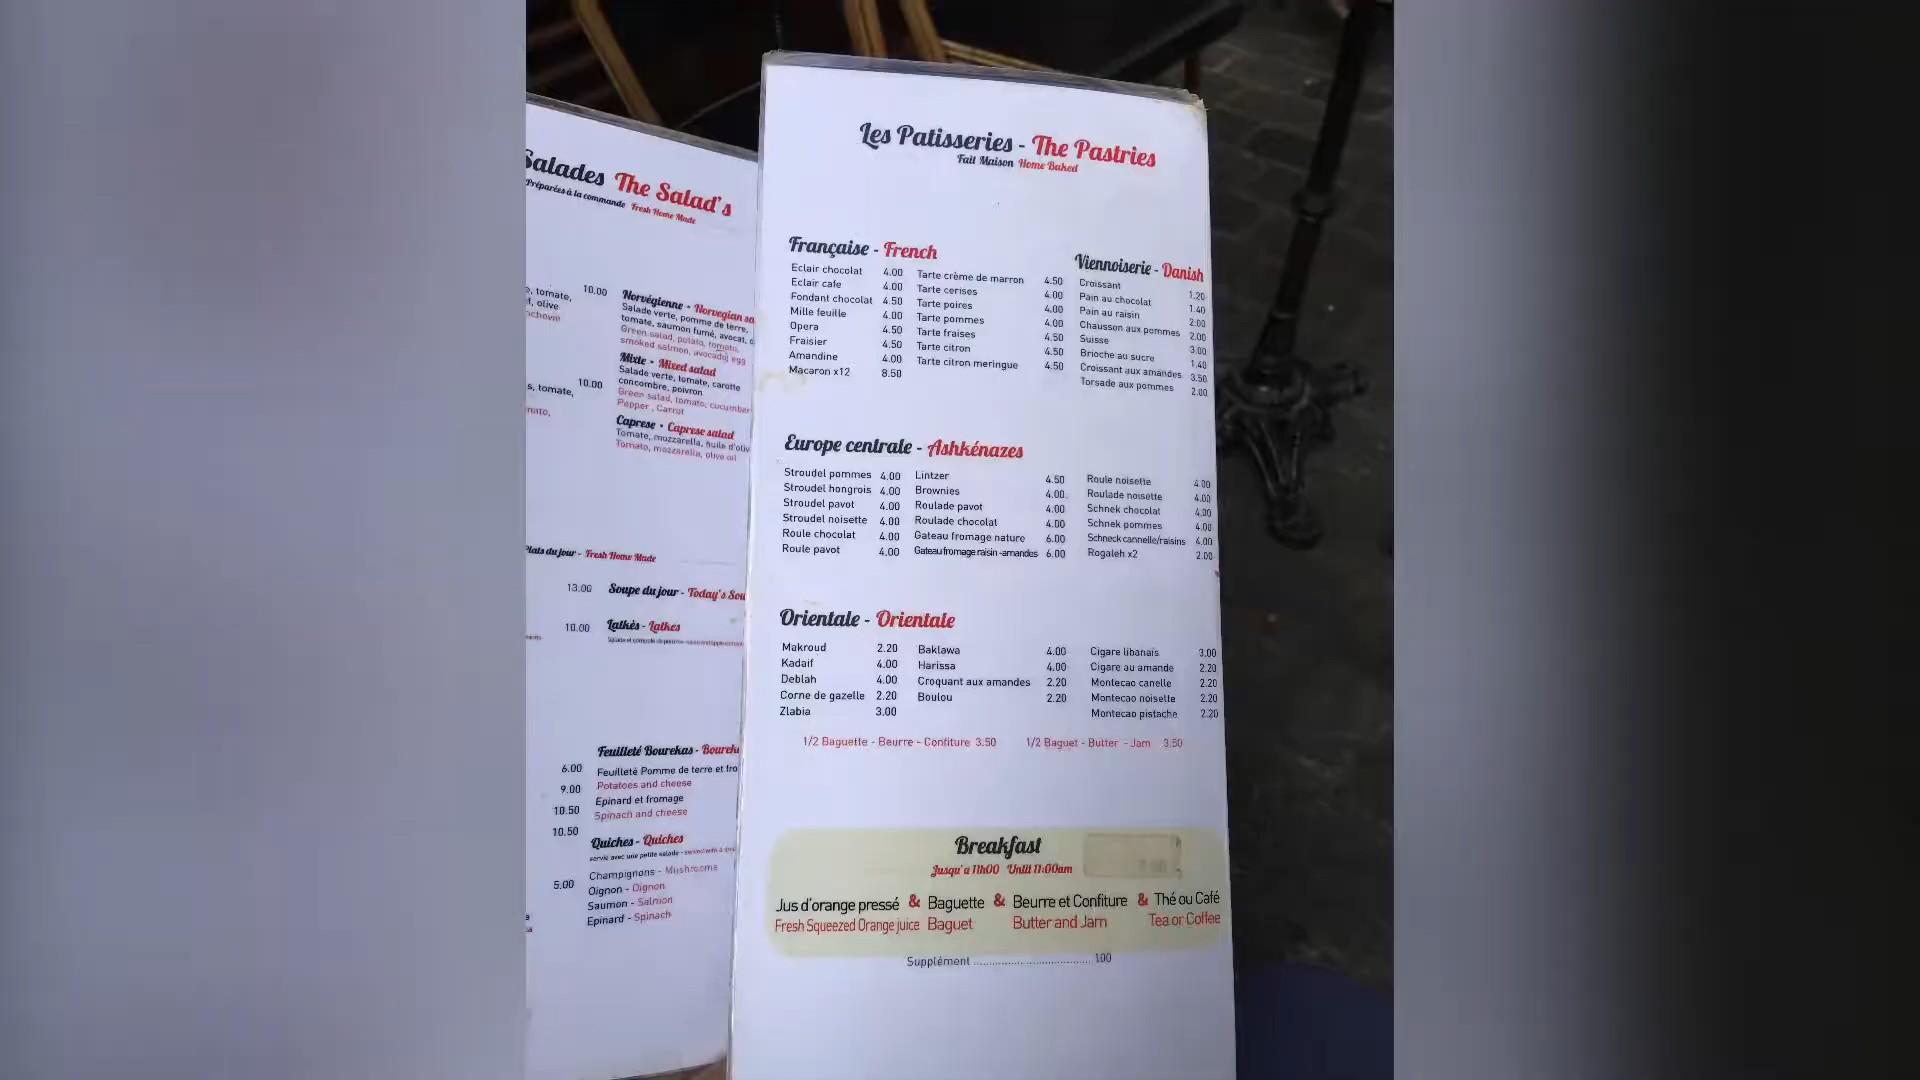 Salades The Salad's
Préparées à la commande Fresh Home Made
10.00
tomate,
olive
Norvégienne - Norvegian
Salade verte, pomme de terre,
tomate, saumon fumé, avocat,
Green salad, potato, tomato,
smoked salmon, avocado, egg
Mixte - Mixed salad
Salade verte, tomate, carotte
concombre, poivron
Green salad, tomato, cucumber
Pepper , Carrot
10.00
tomate,
Caprese - Caprese salad
Tomate, mozzarella, huile
Tomato, mozzarella, olive oil
du jour - Fresh Home Made
13.00 Soupe du jour - Today's
10.00 Latkès - Latkes
Feuilleté Bourekas -
6.00 Feuilleté Pomme de terre et
Potatoes and cheese
9.00
Epinard et fromage
10.50
Spinach and cheese
10.50
Quiches - Quiches
servie avec une petite salade - served with a
Champignons - Mushrooms
5.00
Oignon - Oignon
Saumon - Salmon
Epinard - Spinach
Les Patisseries - The Pastries
Fait Maison Home Baked
Française - French
Eclair chocolat 4.00
Eclair cafe 4.00
Fondant chocolat 4.50
Mille feuille 4.00
Opera 4.50
Fraisier 4.50
Amandine 4.00
Macaron x12 8.50
Tarte crème de marron 4.50
Tarte cerises 4.00
Tarte poires 4.00
Tarte pommes 4.00
Tarte fraises 4.50
Tarte citron 4.50
Tarte citron meringue 4.50
Viennoiserie - Danish
Croissant 1.20
Pain au chocolat 1.40
Pain au raisin 2.00
Chausson aux pommes 2.00
Suisse 3.00
Brioche au sucre 1.40
Croissant aux amandes 3.50
Torsade aux pommes 2.00
Europe centrale - Ashkénazes
Stroudel pommes 4.00
Stroudel hongrois 4.00
Stroudel pavot 4.00
Stroudel noisette 4.00
Roule chocolat 4.00
Roule pavot 4.00
Lintzer 4.50
Brownies 4.00
Roulade pavot 4.00
Roulade chocolat 4.00
Gateau fromage nature 6.00
Gateau fromage raisin -amandes 6.00
Roule noisette 4.00
Roulade noisette 4.00
Schnek chocolat 4.00
Schnek pommes 4.00
Schneck cannelle/raisins 4.00
Rogaleh x2 2.00
Orientale - Orientale
Makroud 2.20
Kadaif 4.00
Deblah 4.00
Corne de gazelle 2.20
Zlabia 3.00
Baklawa 4.00
Harissa 4.00
Croquant aux amandes 2.20
Boulou 2.20
Cigare libanais 3.00
Cigare au amande 2.20
Montecao canelle 2.20
Montecao noisette 2.20
Montecao pistache 2.20
1/2 Baguette - Beurre - Confiture 3.50 1/2 Baguet - Butter - Jam 3.50
Breakfast
Jusqu'a 11h00 Until 11:00am
Jus d'orange pressé & Baguette & Beurre et Confiture & Thé ou Café
Fresh Squeezed Orange juice Baguet Butter and Jam Tea or Coffee
Supplément ........................................ 1.00